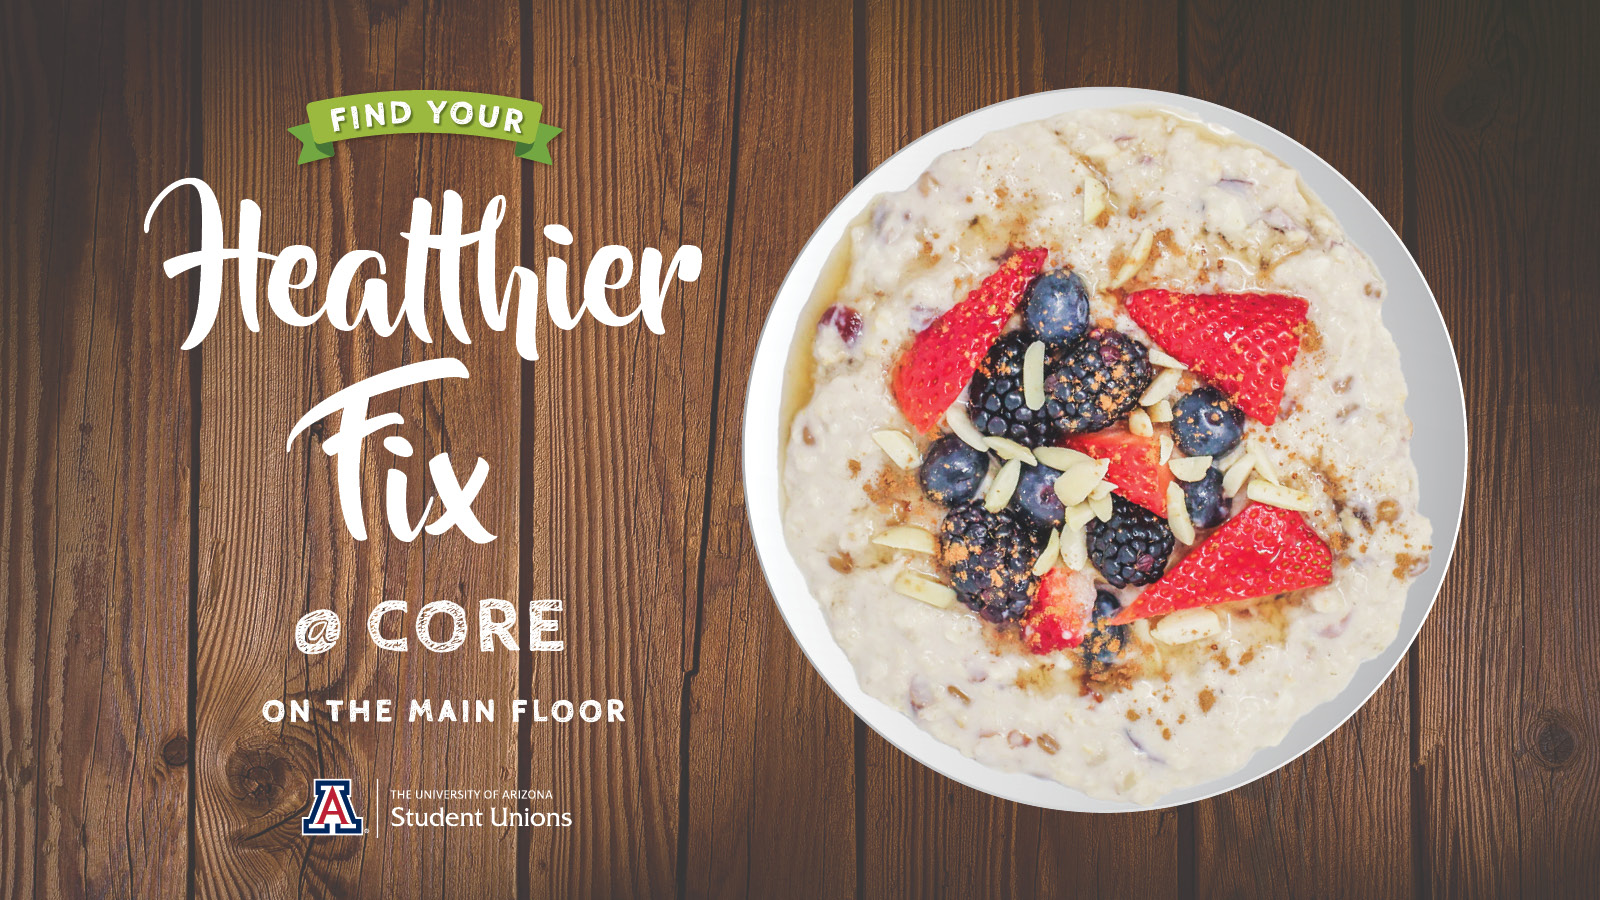 FIND YOUR
Healthier
Fix
@ CORE
ON THE MAIN FLOOR
A
THE UNIVERSITY OF ARIZONA
Student Unions